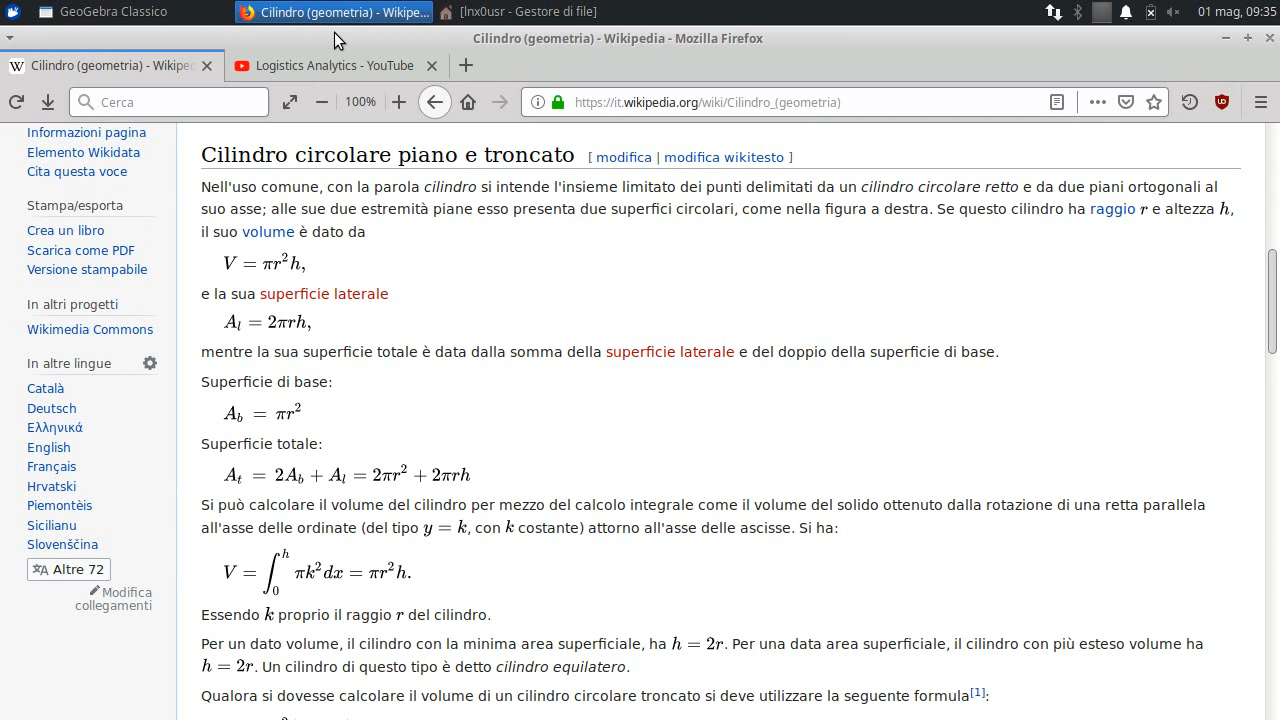 GeoGebra Classico
Cilindro (geometria) - Wikipe...
[lnx0usr - Gestore di file]
01 mag, 09:35
Cilindro (geometria) - Wikipedia - Mozilla Firefox
Cilindro (geometria) - Wikiped
Logistics Analytics - YouTube
Cerca
100%
https://it.wikipedia.org/wiki/Cilindro_(geometria)
Informazioni pagina
Elemento Wikidata
Cita questa voce
Stampa/esporta
Crea un libro
Scarica come PDF
Versione stampabile
In altri progetti
Wikimedia Commons
In altre lingue
Català
Deutsch
Ελληνικά
English
Français
Hrvatski
Piemontèis
Sicilianu
Slovenščina
Altre 72
Modifica
collegamenti
Cilindro circolare piano e troncato [ modifica | modifica wikitesto ]
Nell'uso comune, con la parola cilindro si intende l'insieme limitato dei punti delimitati da un cilindro circolare retto e da due piani ortogonali al
suo asse; alle sue due estremità piane esso presenta due superfici circolari, come nella figura a destra. Se questo cilindro ha raggio r e altezza h,
il suo volume è dato da
V = πr²h,
e la sua superficie laterale
Aₗ = 2πrh,
mentre la sua superficie totale è data dalla somma della superficie laterale e del doppio della superficie di base.
Superficie di base:
A_b = πr²
Superficie totale:
A_t = 2A_b + A_l = 2πr² + 2πrh
Si può calcolare il volume del cilindro per mezzo del calcolo integrale come il volume del solido ottenuto dalla rotazione di una retta parallela
all'asse delle ordinate (del tipo y = k, con k costante) attorno all'asse delle ascisse. Si ha:
V = ∫₀ʰ πk²dx = πr²h.
Essendo k proprio il raggio r del cilindro.
Per un dato volume, il cilindro con la minima area superficiale, ha h = 2r. Per una data area superficiale, il cilindro con più esteso volume ha
h = 2r. Un cilindro di questo tipo è detto cilindro equilatero.
Qualora si dovesse calcolare il volume di un cilindro circolare troncato si deve utilizzare la seguente formula[1]: